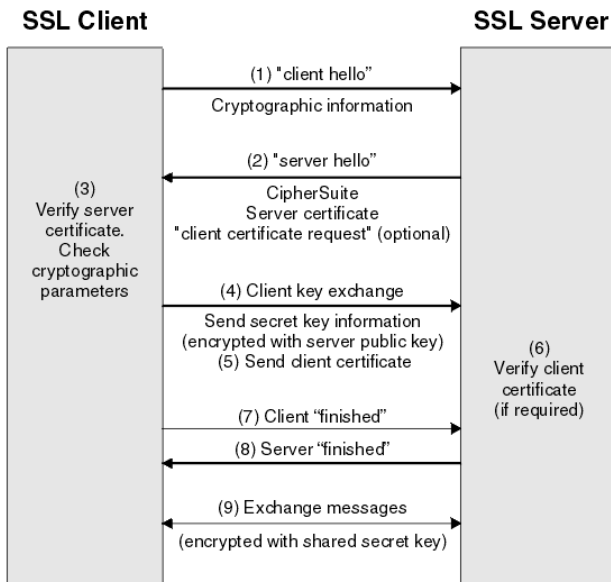 SSL Client
SSL Server
(1) "client hello”
Cryptographic information
(2) "server hello”
CipherSuite
Server certificate
"client certificate request" (optional)
(3)
Verify server
certificate.
Check
cryptographic
parameters
(4) Client key exchange
Send secret key information
(encrypted with server public key)
(5) Send client certificate
(6)
Verify client
certificate
(if required)
(7) Client “finished”
(8) Server “finished”
(9) Exchange messages
(encrypted with shared secret key)